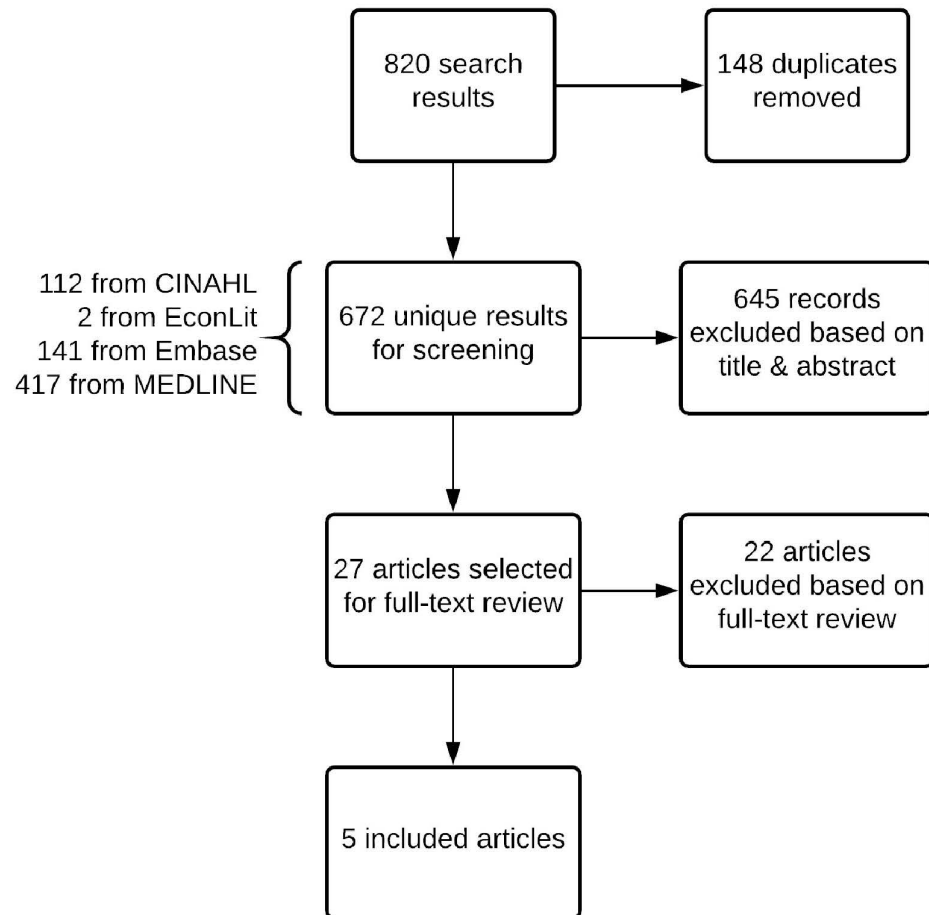 820 search
results
148 duplicates
removed
112 from CINAHL
2 from EconLit
141 from Embase
417 from MEDLINE
672 unique results
for screening
645 records
excluded based on
title & abstract
27 articles selected
for full-text review
22 articles
excluded based on
full-text review
5 included articles